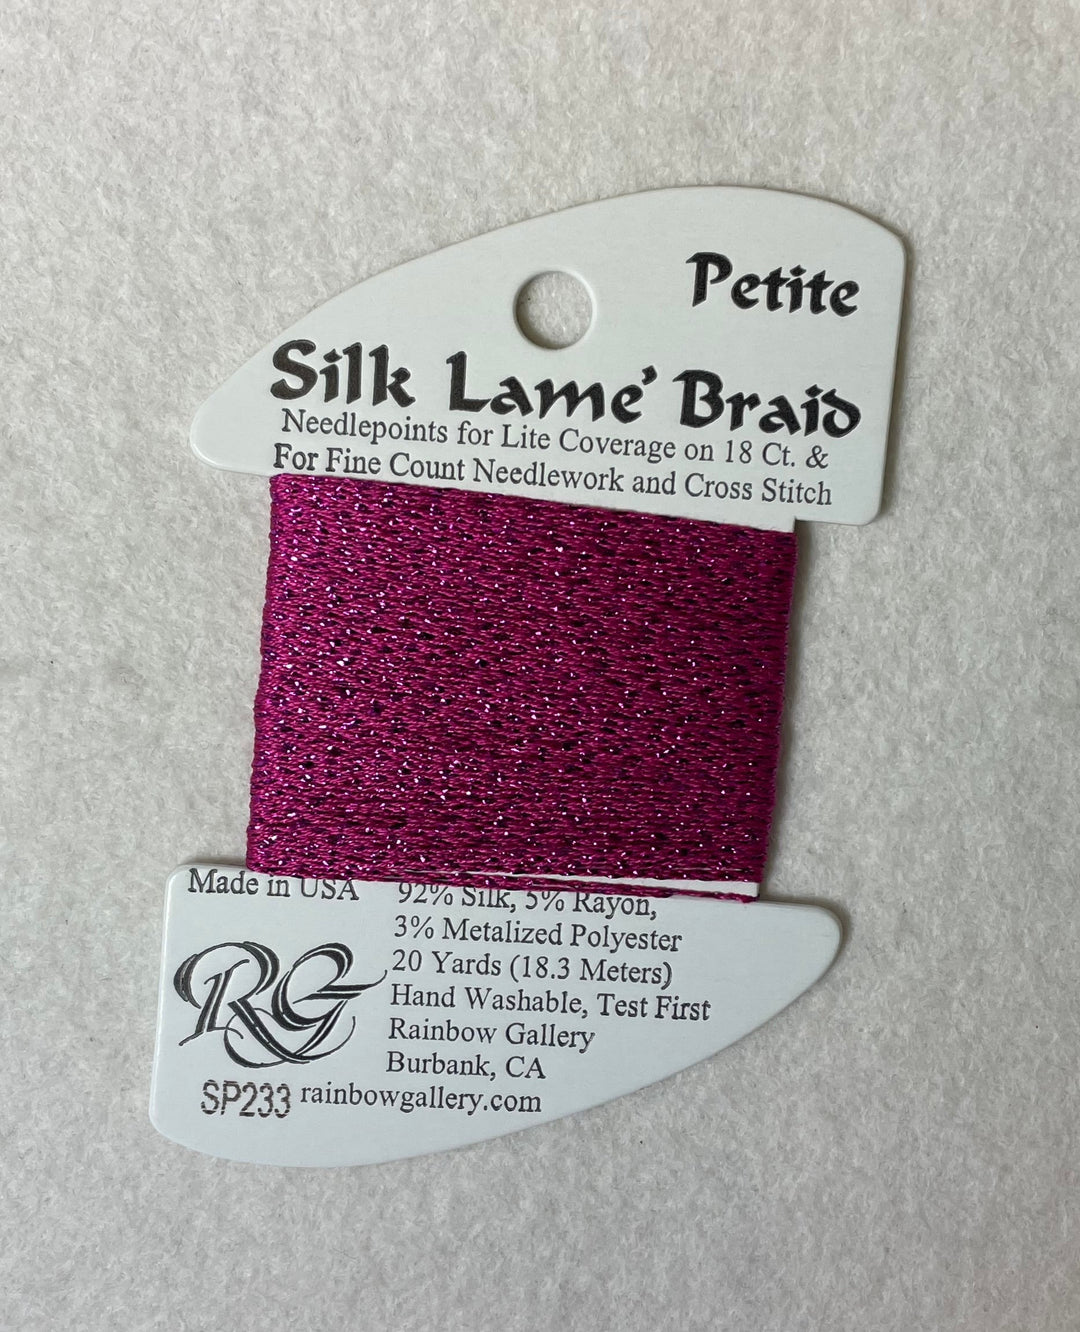 Petite
Silk Lame' Braid
Needlepoints for Lite Coverage on 18 Ct. &
For Fine Count Needlework and Cross Stitch
Made in USA
92% Silk, 5% Rayon,
3% Metalized Polyester
20 Yards (18.3 Meters)
Hand Washable, Test First
Rainbow Gallery
Burbank, CA
RG
SP233 rainbowgallery.com